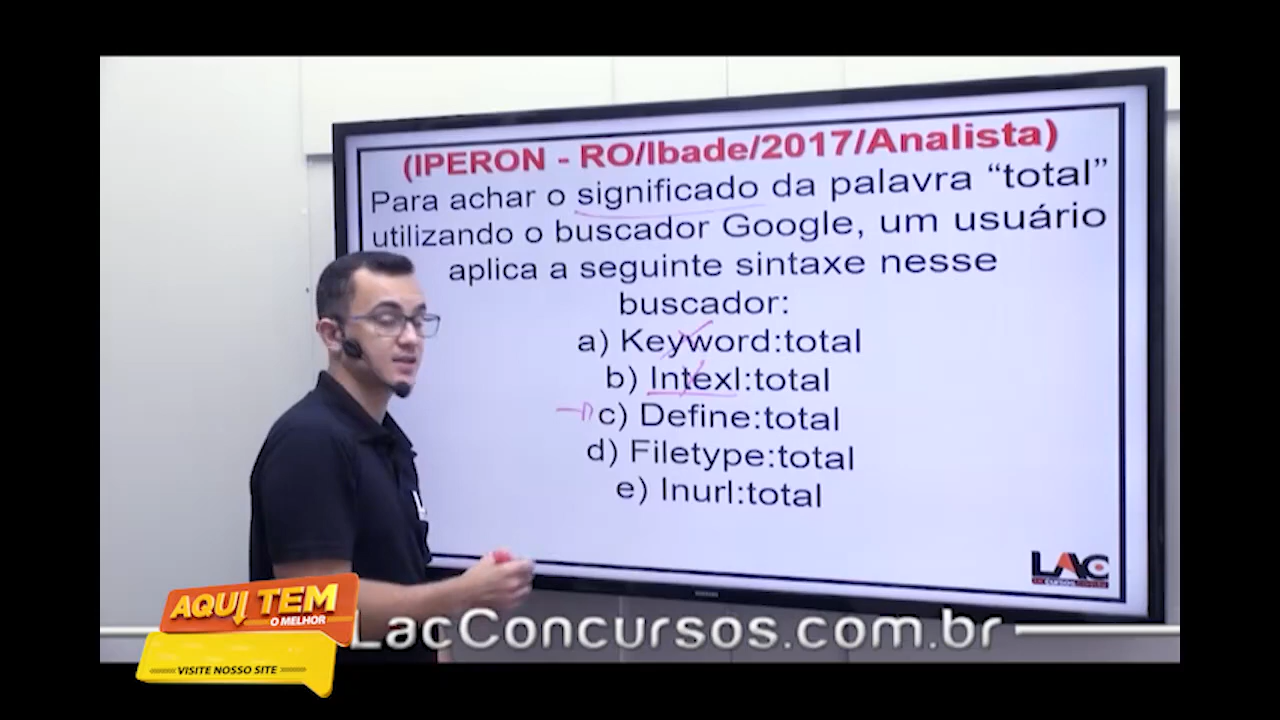 (IPERON - RO/Ibade/2017/Analista)
Para achar o significado da palavra “total”
utilizando o buscador Google, um usuário
aplica a seguinte sintaxe nesse
buscador:
a) Keyword:total
b) Intexl:total
c) Define:total
d) Filetype:total
e) Inurl:total
LAC
AQUI TEM
O MELHOR
VISITE NOSSO SITE
LacConcursos.com.br